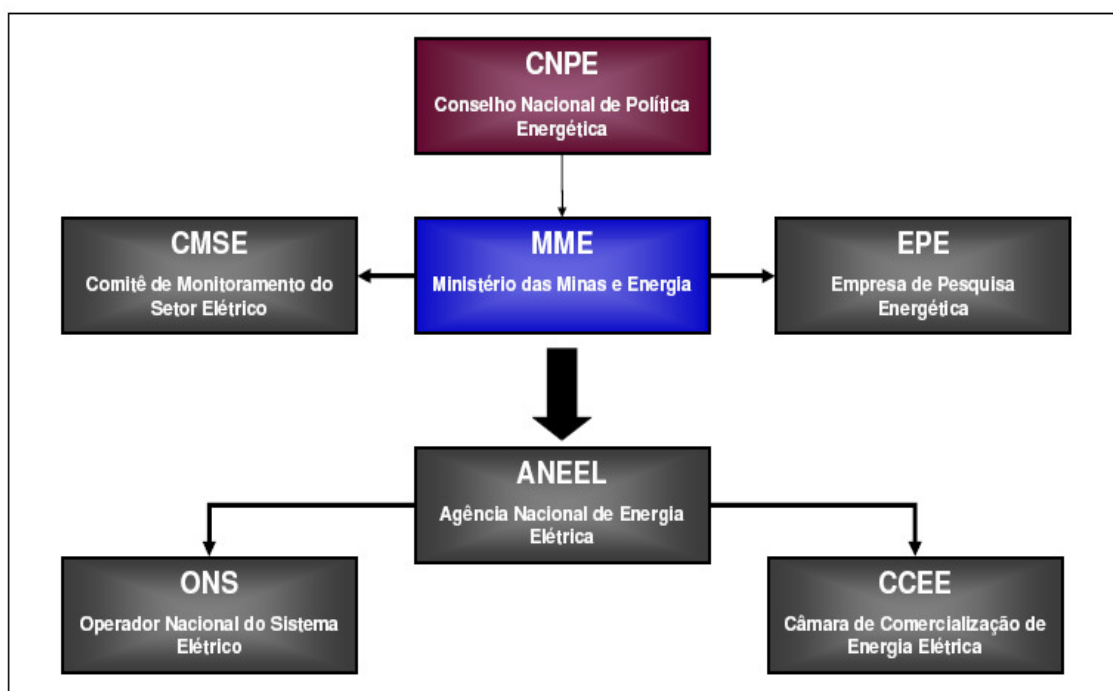 CNPE
Conselho Nacional de Política
Energética
CMSE
Comitê de Monitoramento do
Setor Elétrico
MME
Ministério das Minas e Energia
EPE
Empresa de Pesquisa
Energética
ANEEL
Agência Nacional de Energia
Elétrica
ONS
Operador Nacional do Sistema
Elétrico
CCEE
Câmara de Comercialização de
Energia Elétrica